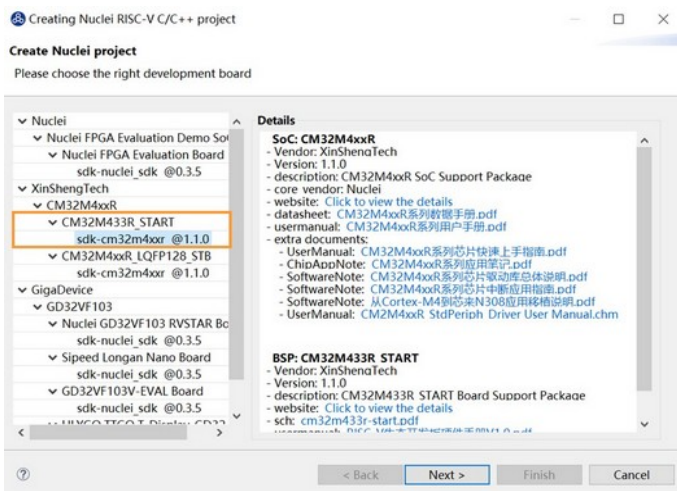 Creating Nuclei RISC-V C/C++ project
Create Nuclei project
Please choose the right development board
Nuclei
Nuclei FPGA Evaluation Demo So
Nuclei FPGA Evaluation Board
sdk-nuclei_sdk @0.3.5
XinShengTech
CM32M4xxR
CM32M433R_START
sdk-cm32m4xxr @1.1.0
CM32M4xxR_LQFP128_STB
sdk-cm32m4xxr @1.1.0
GigaDevice
GD32VF103
Nuclei GD32VF103 RVSTAR Bo
sdk-nuclei_sdk @0.3.5
Sipeed Longan Nano Board
sdk-nuclei_sdk @0.3.5
GD32VF103V-EVAL Board
sdk-nuclei_sdk @0.3.5
Details
SoC: CM32M4xxR
- Vendor: XinShengTech
- Version: 1.1.0
- description: CM32M4xxR SoC Support Package
- core vendor: Nuclei
- website: Click to view the details
- datasheet: CM32M4xxR系列数据手册.pdf
- usermanual: CM32M4xxR系列用户手册.pdf
- extra documents:
- UserManual: CM32M4xxR系列芯片快速上手指南.pdf
- ChipAppNote: CM32M4xxR系列应用笔记.pdf
- SoftwareNote: CM32M4xxR系列芯片驱动库总体说明.pdf
- SoftwareNote: CM32M4xxR系列芯片中断应用指南.pdf
- SoftwareNote: 从Cortex-M4到芯来N308应用移植说明.pdf
- UserManual: CM2M4xxR StdPeriph Driver User Manual.chm
BSP: CM32M433R START
- Vendor: XinShengTech
- Version: 1.1.0
- description: CM32M433R START Board Support Package
- website: Click to view the details
- sch: cm32m433r-start.pdf
< Back
Next >
Finish
Cancel